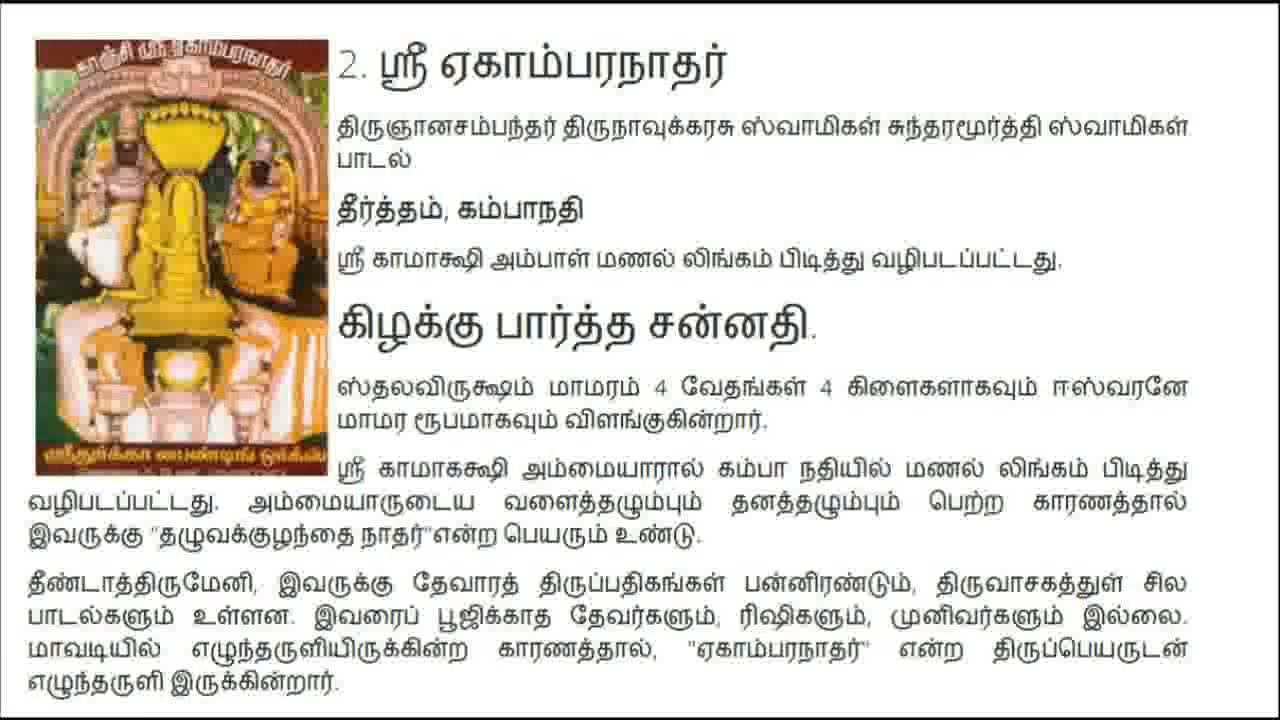 காஞ்சி ஸ்ரீ ஏகாம்பரநாதர்
2. ஸ்ரீ ஏகாம்பரநாதர்
திருஞானசம்பந்தர் திருநாவுக்கரசு ஸ்வாமிகள் சுந்தரமூர்த்தி ஸ்வாமிகள்
பாடல்
தீர்த்தம், கம்பாநதி
ஸ்ரீ காமாக்ஷி அம்பாள் மணல் லிங்கம் பிடித்து வழிபடப்பட்டது.
கிழக்கு பார்த்த சன்னதி.
ஸ்தலவிருக்ஷம் மாமரம் 4 வேதங்கள் 4 கிளைகளாகவும் ஈஸ்வரனே
மாமர ரூபமாகவும் விளங்குகின்றார்.
ஸ்ரீ காமாகக்ஷி அம்மையாரால் கம்பா நதியில் மணல் லிங்கம் பிடித்து
வழிபடப்பட்டது. அம்மையாருடைய வளைத்தழும்பும் தனத்தழும்பும் பெற்ற காரணத்தால்
இவருக்கு "தழுவக்குழந்தை நாதர்"என்ற பெயரும் உண்டு.
தீண்டாத்திருமேனி, இவருக்கு தேவாரத் திருப்பதிகங்கள் பன்னிரண்டும், திருவாசகத்துள் சில
பாடல்களும் உள்ளன. இவரைப் பூஜிக்காத தேவர்களும், ரிஷிகளும், முனிவர்களும் இல்லை.
மாவடியில் எழுந்தருளியிருக்கின்ற காரணத்தால், "ஏகாம்பரநாதர்" என்ற திருப்பெயருடன்
எழுந்தருளி இருக்கின்றார்.